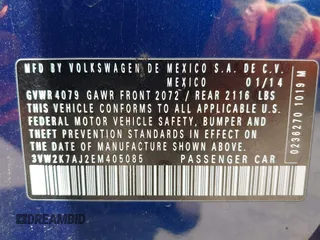 MFD BY VOLKSWAGEN DE MEXICO S.A. DE C.V.
MEXICO 01/14
GVWR 4079 GAWR FRONT 2072 / REAR 2116 LBS
THIS VEHICLE CONFORMS TO ALL APPLICABLE U.S.
FEDERAL MOTOR VEHICLE SAFETY, BUMPER AND
THEFT PREVENTION STANDARDS IN EFFECT ON
THE DATE OF MANUFACTURE SHOWN ABOVE.
3VW2K7AJ2EM405085 PASSENGER CAR
0236270 1019 M
DREAMBID